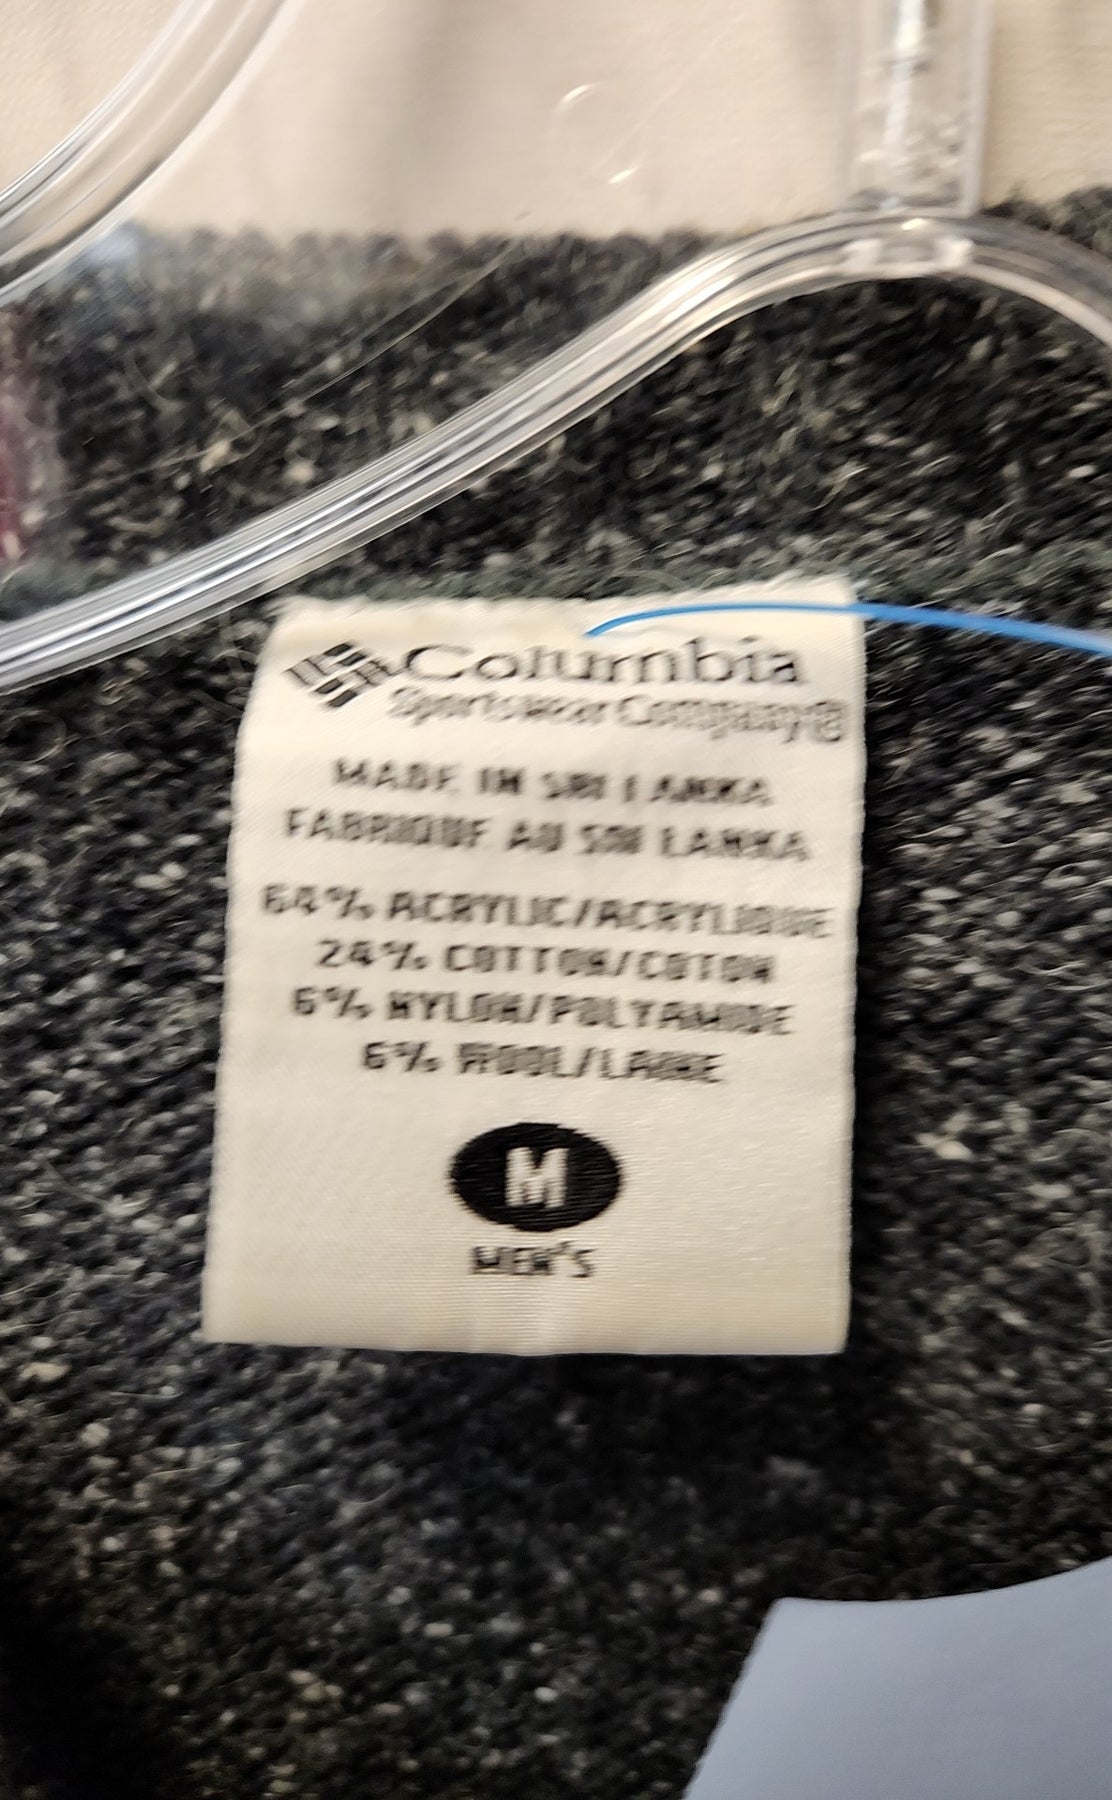 Columbia
Sportswear Company®
MADE IN SRI LANKA
FABRIQUE AU SRI LANKA
64% ACRYLIC/ACRYLIQUE
24% COTTON/COTON
6% NYLON/POLYAMIDE
6% WOOL/LAINE
M
MEN'S